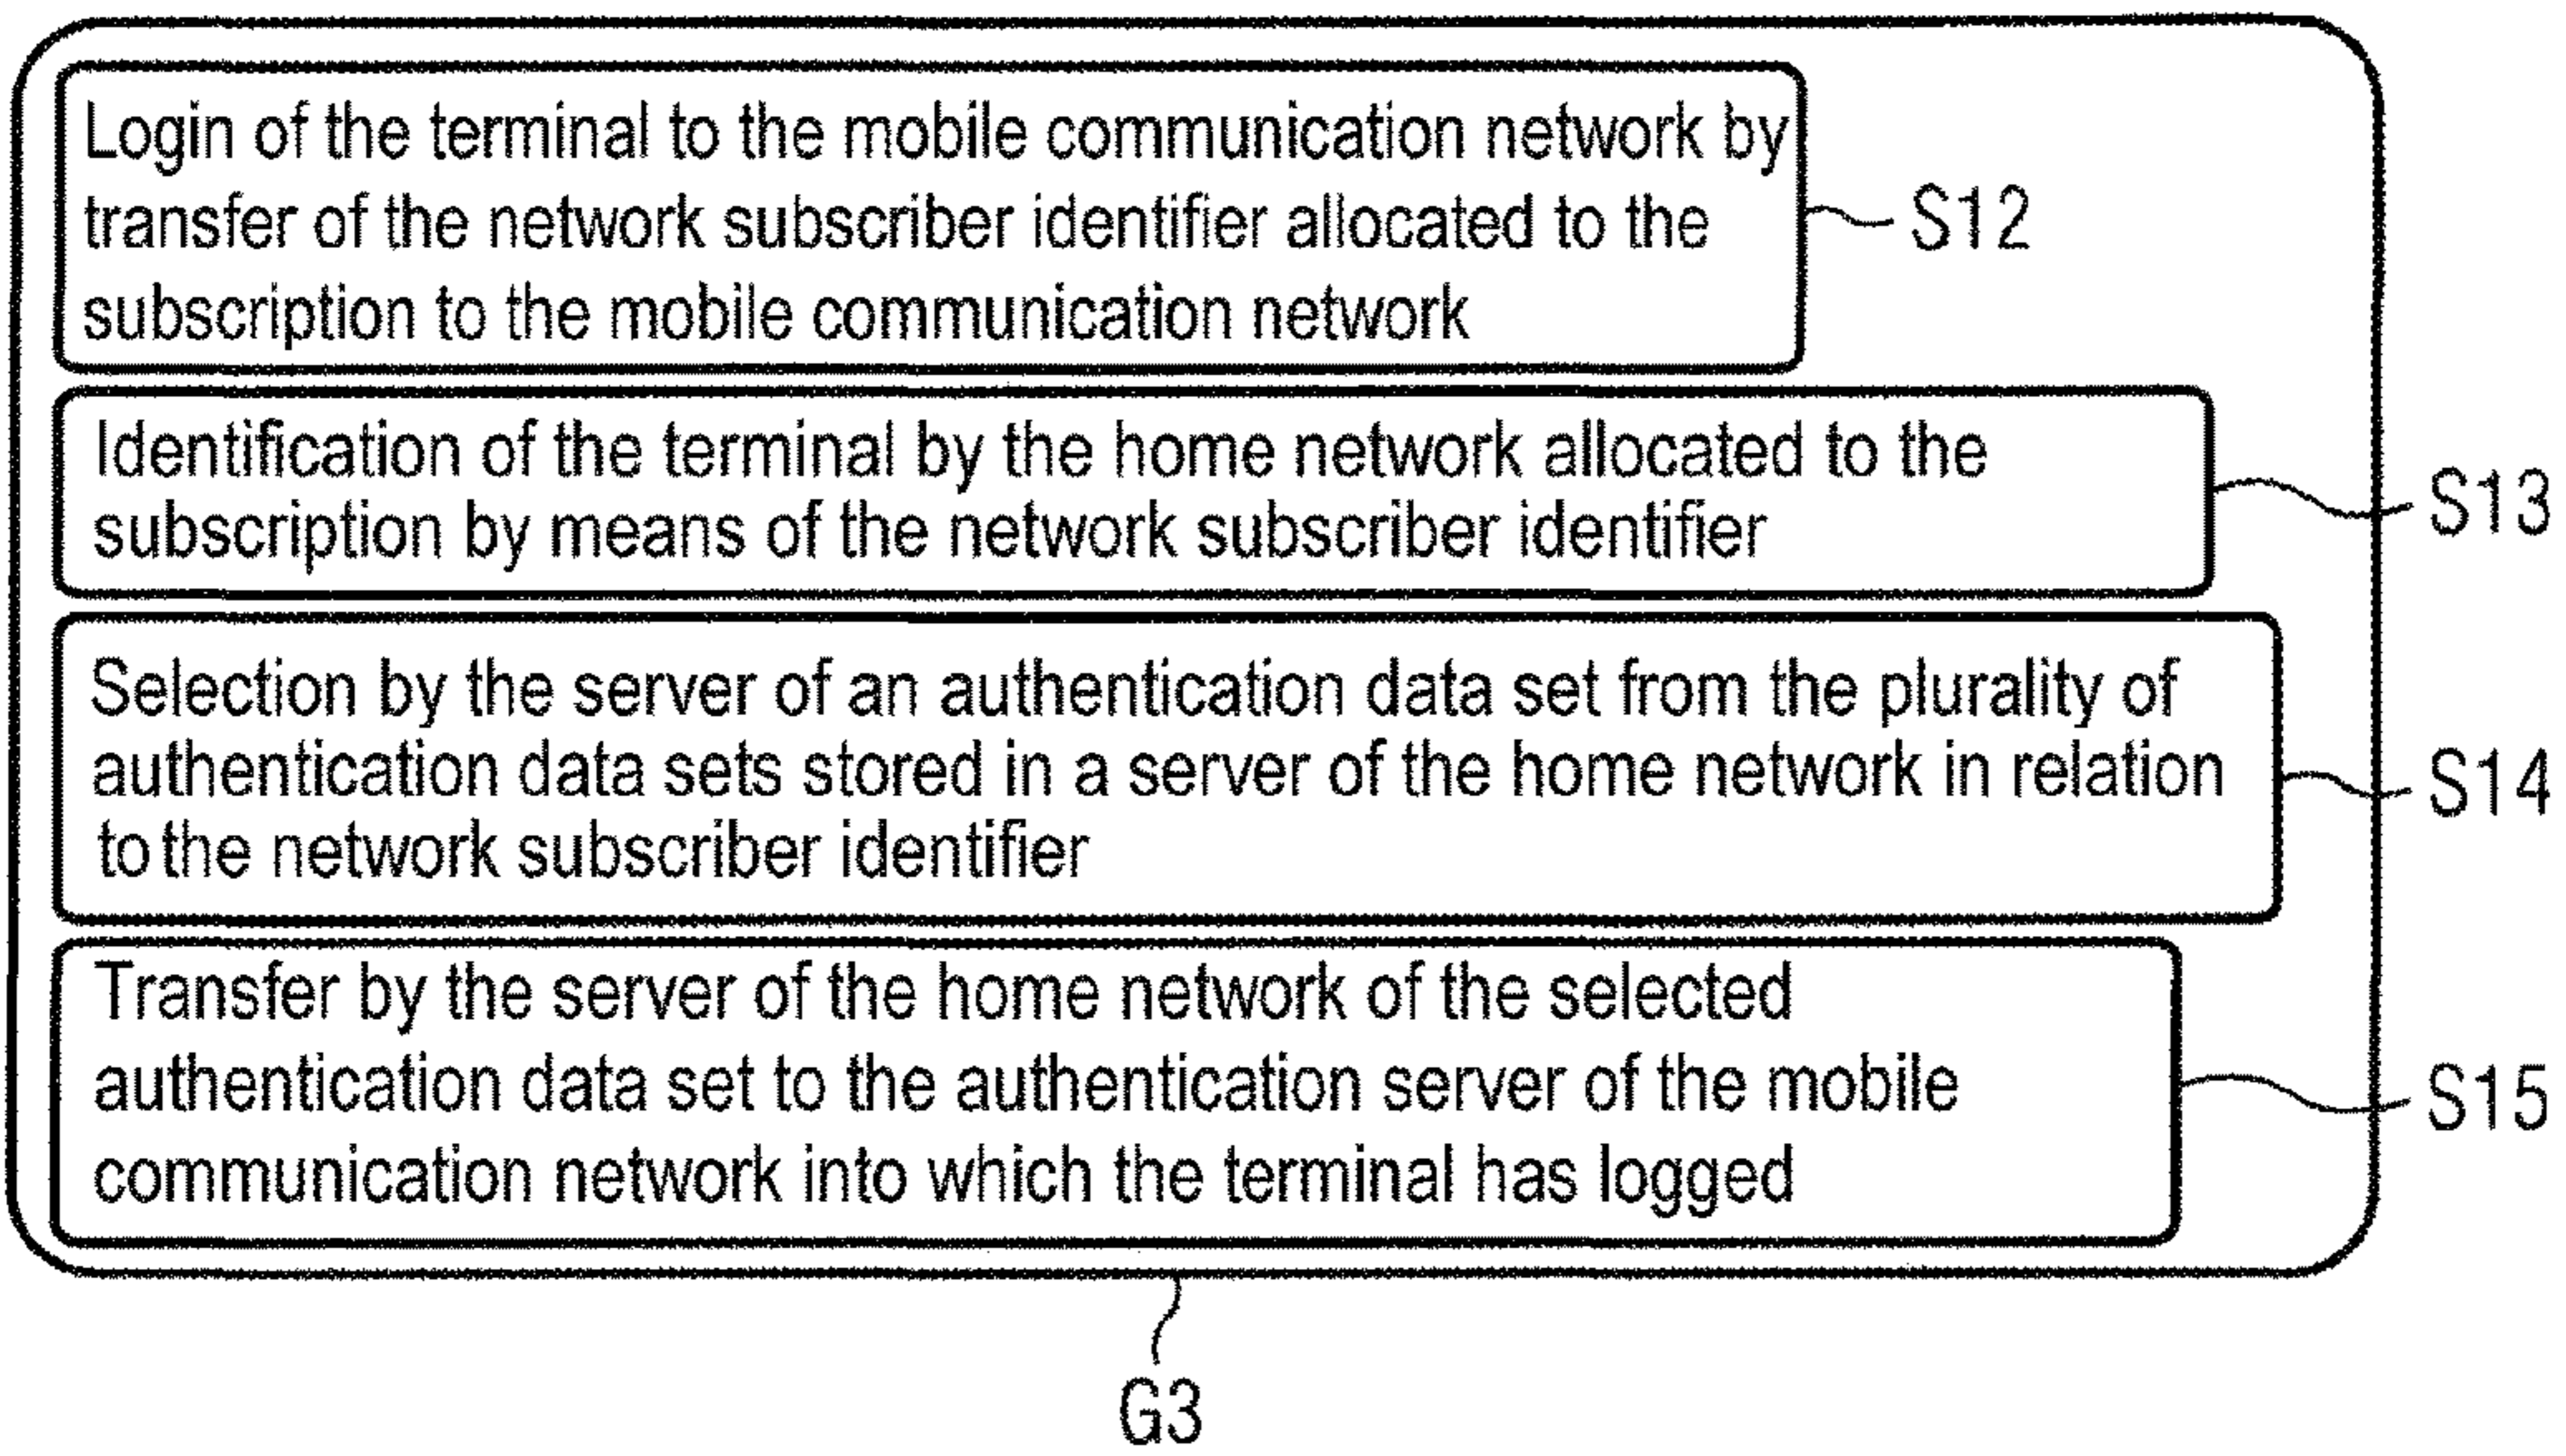 Login of the terminal to the mobile communication network by
transfer of the network subscriber identifier allocated to the
subscription to the mobile communication network
S12
Identification of the terminal by the home network allocated to the
subscription by means of the network subscriber identifier
S13
Selection by the server of an authentication data set from the plurality of
authentication data sets stored in a server of the home network in relation
to the network subscriber identifier
S14
Transfer by the server of the home network of the selected
authentication data set to the authentication server of the mobile
communication network into which the terminal has logged
S15
G3